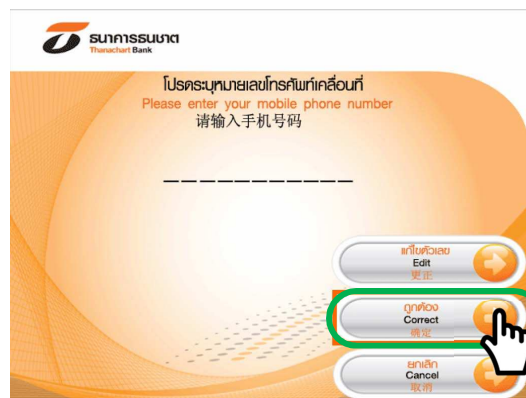 ธนาคารธนชาต
Thanachart Bank
โปรดระบุหมายเลขโทรศัพท์เคลื่อนที่
Please enter your mobile phone number
请输入手机号码
___________
แก้ไขตัวเลข
Edit
更正
ถูกต้อง
Correct
确定
ยกเลิก
Cancel
取消